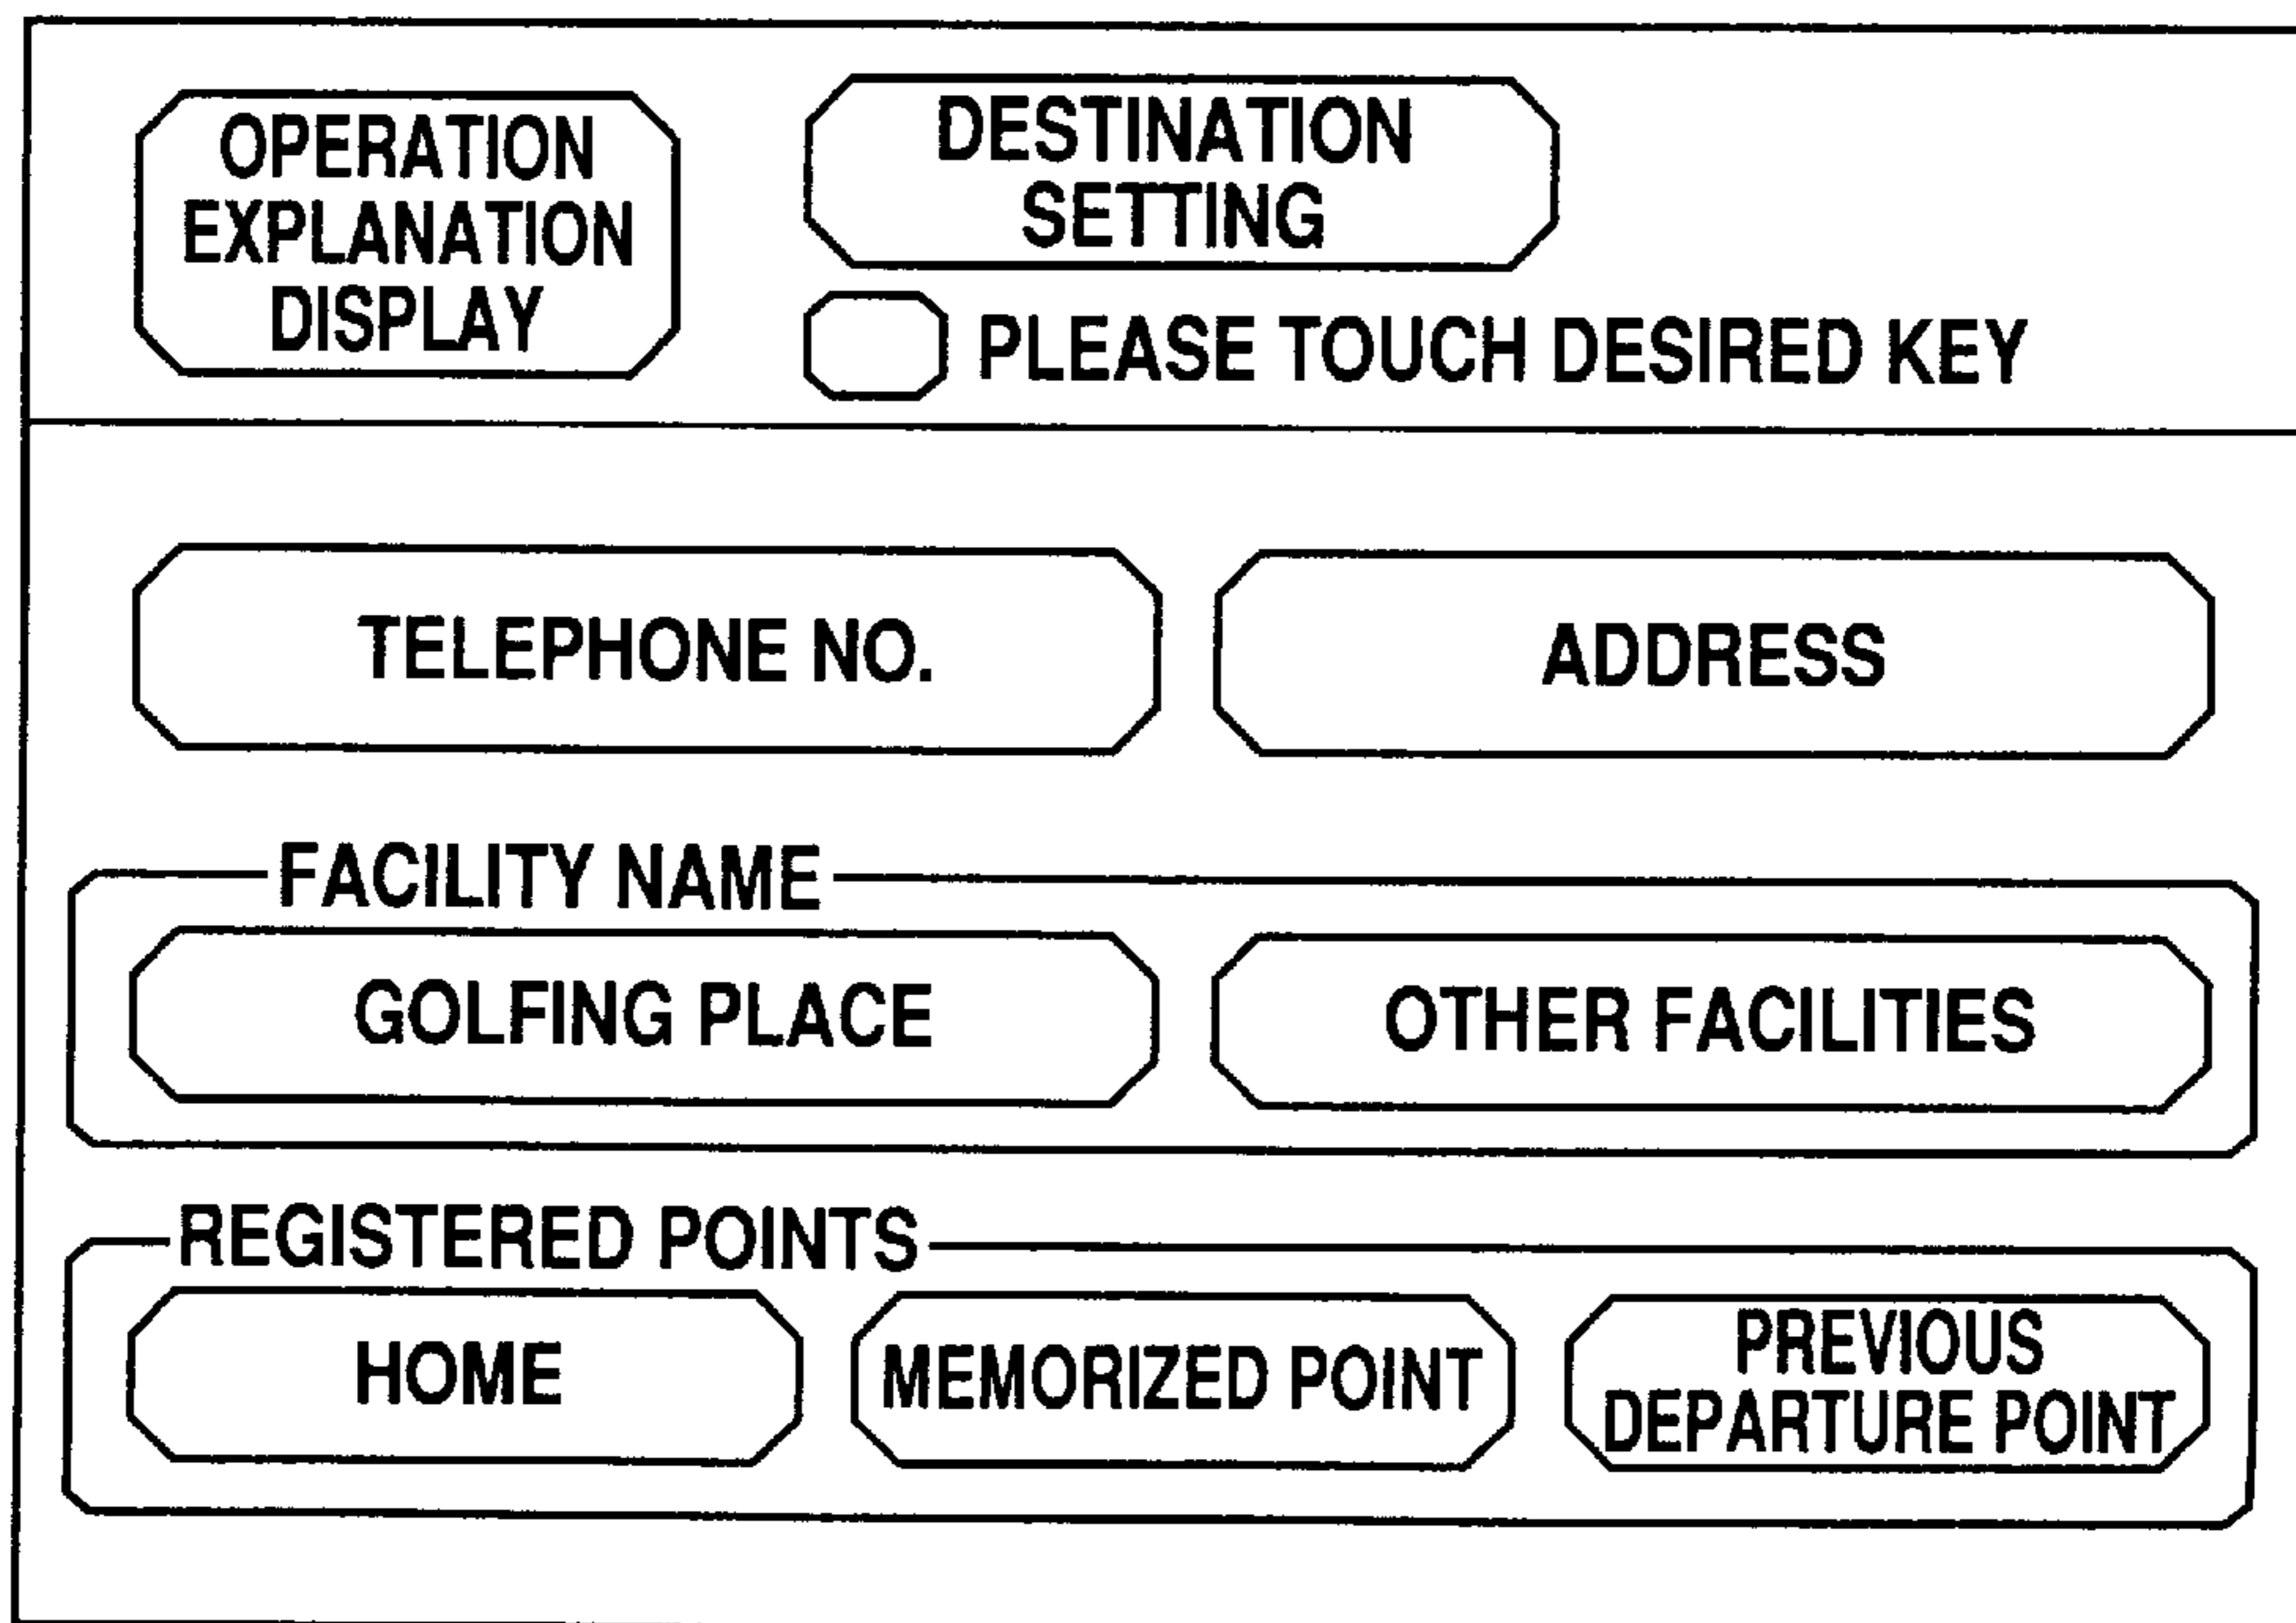 OPERATION
EXPLANATION
DISPLAY
DESTINATION
SETTING
PLEASE TOUCH DESIRED KEY
TELEPHONE NO.
ADDRESS
FACILITY NAME
GOLFING PLACE
OTHER FACILITIES
REGISTERED POINTS
HOME
MEMORIZED POINT
PREVIOUS
DEPARTURE POINT